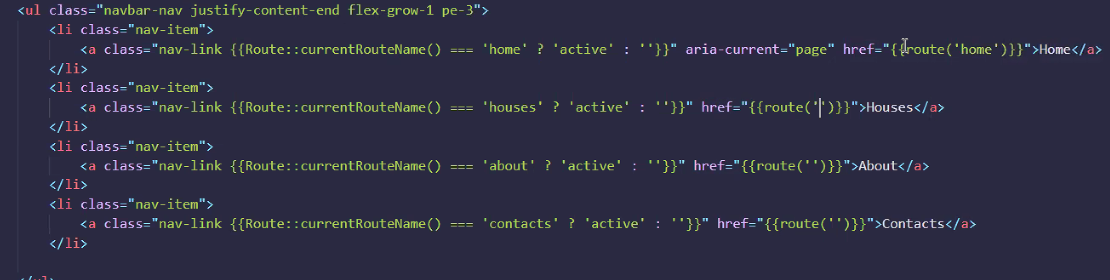 <ul class="navbar-nav justify-content-end flex-grow-1 pe-3">
<li class="nav-item">
<a class="nav-link {{Route::currentRouteName() === 'home' ? 'active' : ''}}" aria-current="page" href="{{route('home')}}">Home</a>
</li>
<li class="nav-item">
<a class="nav-link {{Route::currentRouteName() === 'houses' ? 'active' : ''}}" href="{{route('')}}">Houses</a>
</li>
<li class="nav-item">
<a class="nav-link {{Route::currentRouteName() === 'about' ? 'active' : ''}}" href="{{route('')}}">About</a>
</li>
<li class="nav-item">
<a class="nav-link {{Route::currentRouteName() === 'contacts' ? 'active' : ''}}" href="{{route('')}}">Contacts</a>
</li>
</ul>